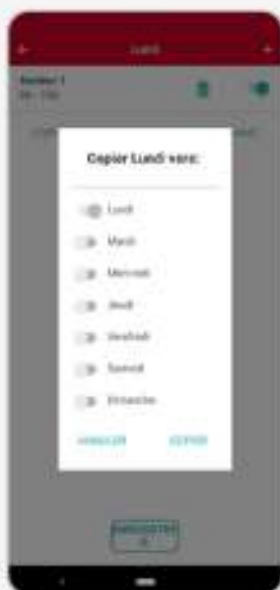 Lundi
Copier Lundi vers:
Lundi
Mardi
Mercredi
Jeudi
Vendredi
Samedi
Dimanche
ANNULER
COPIER